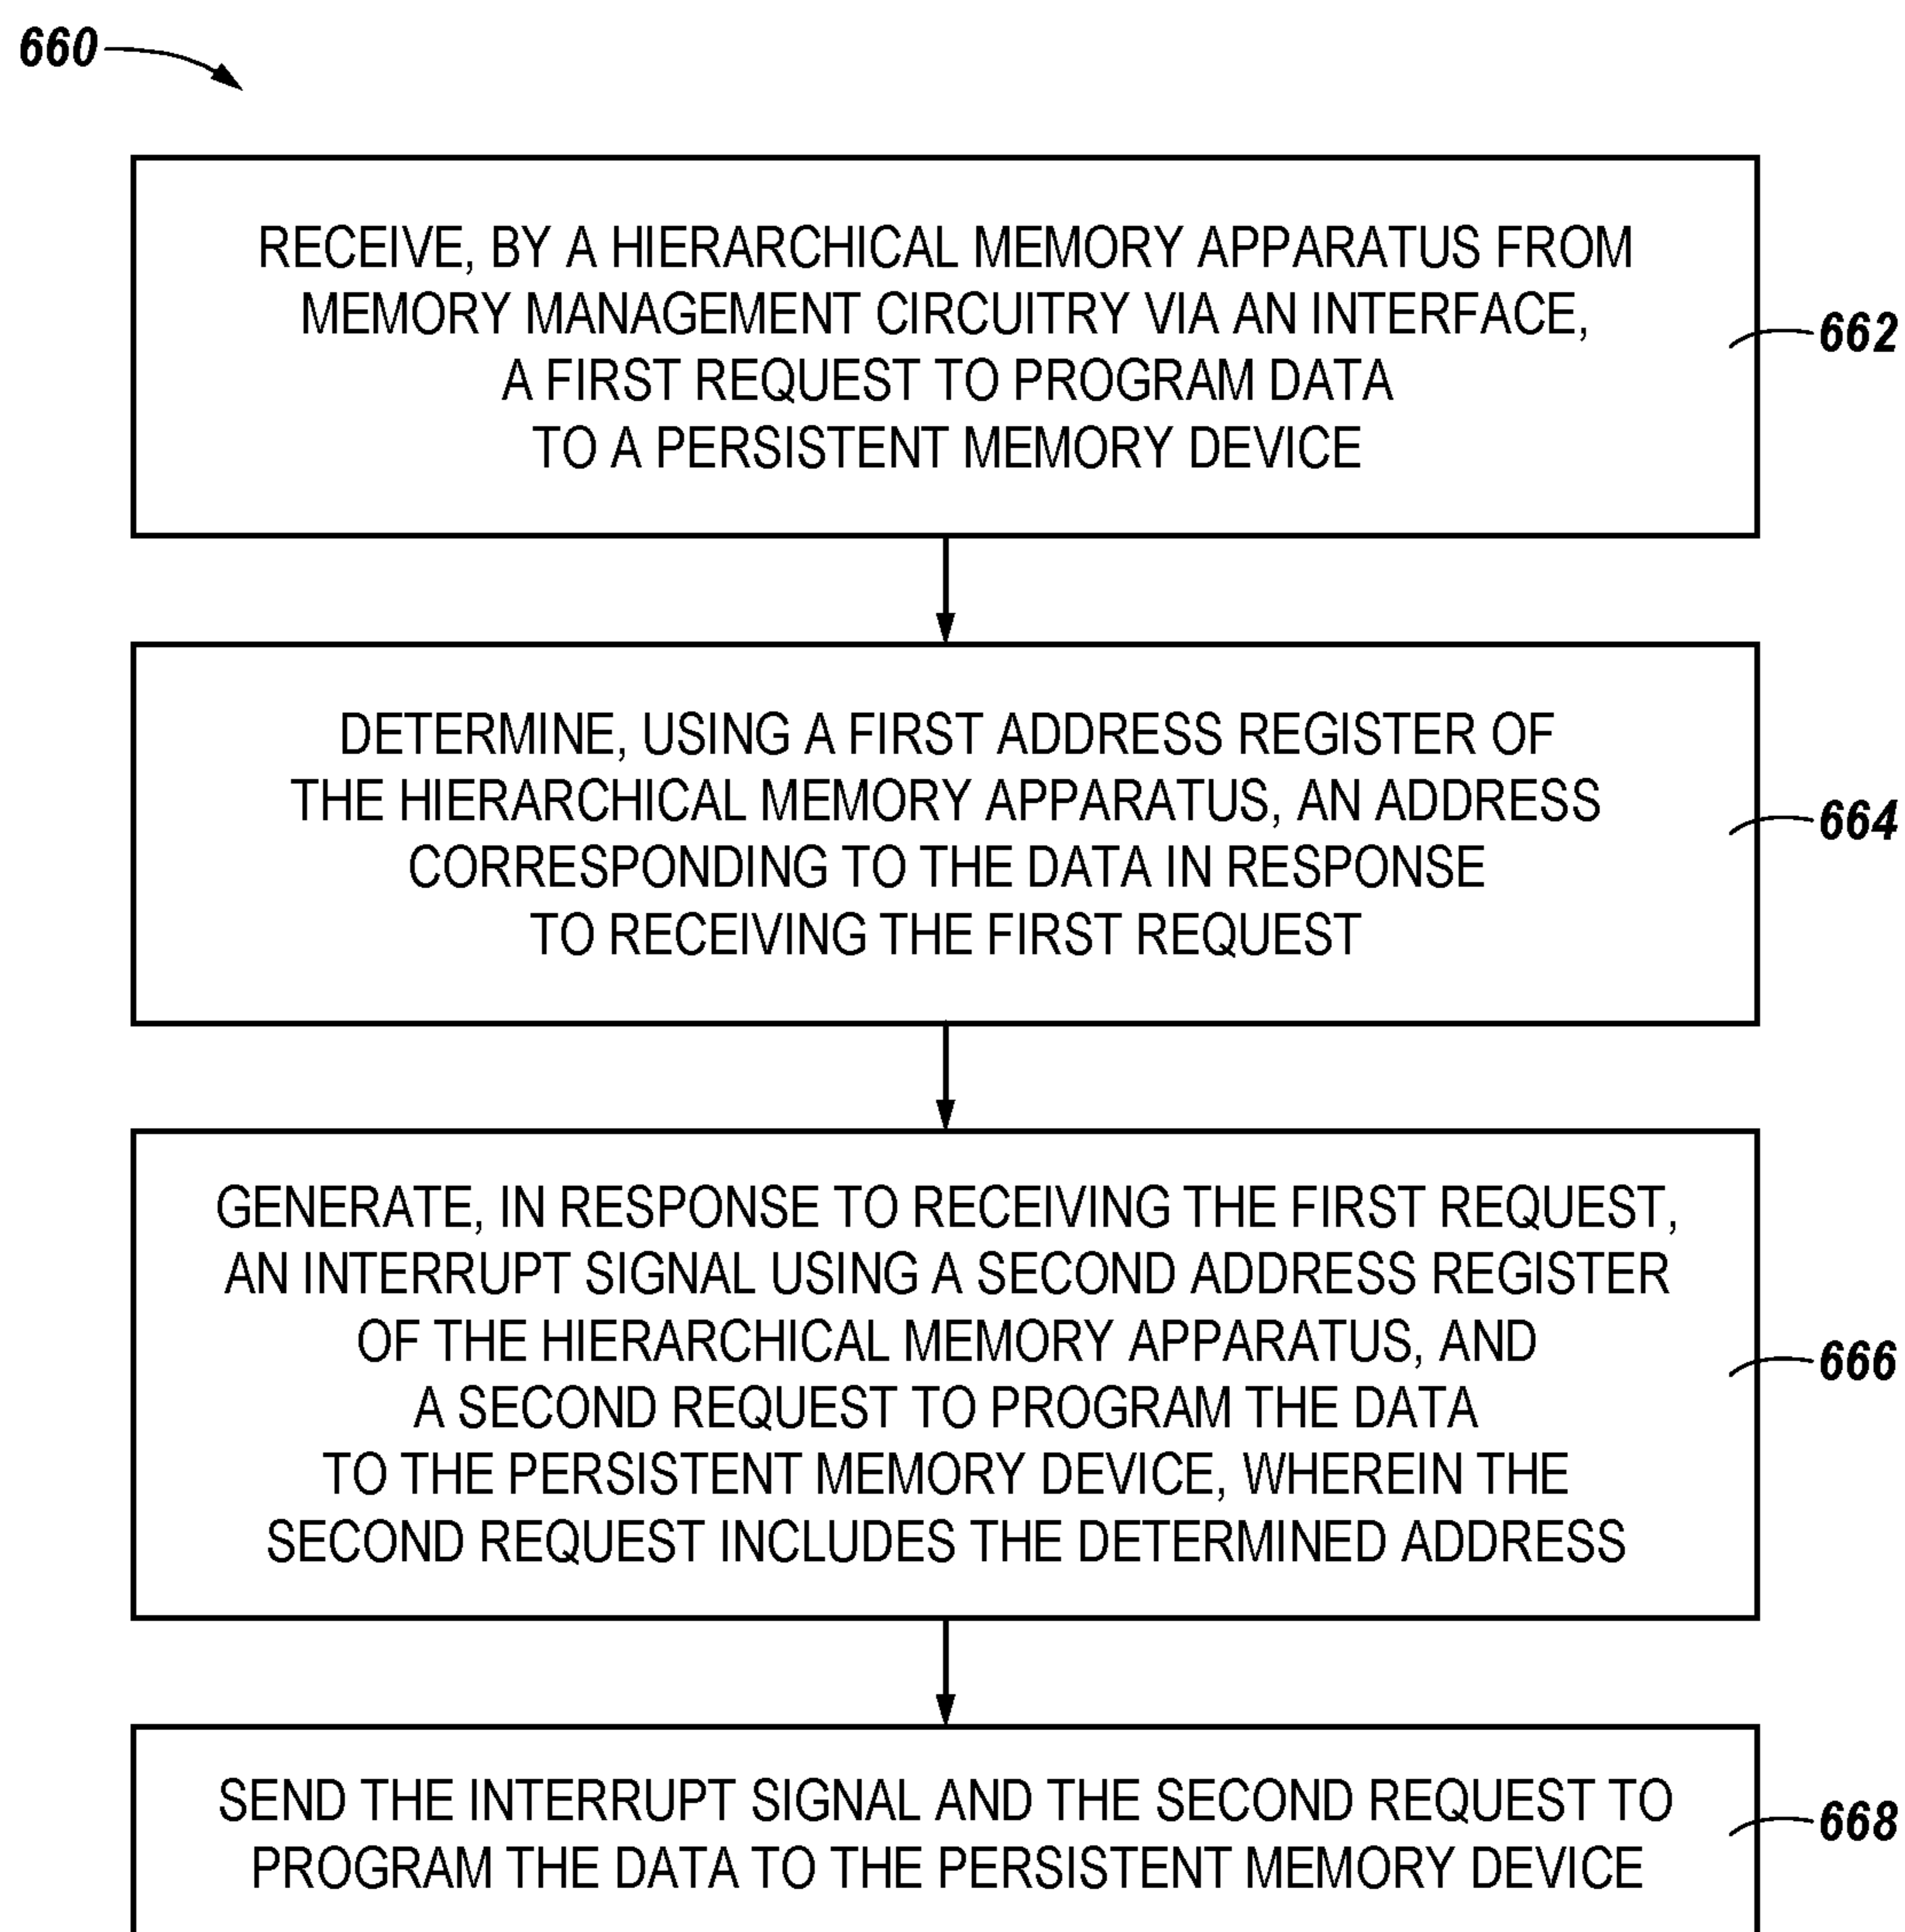 660
RECEIVE, BY A HIERARCHICAL MEMORY APPARATUS FROM
MEMORY MANAGEMENT CIRCUITRY VIA AN INTERFACE,
A FIRST REQUEST TO PROGRAM DATA
TO A PERSISTENT MEMORY DEVICE
662
DETERMINE, USING A FIRST ADDRESS REGISTER OF
THE HIERARCHICAL MEMORY APPARATUS, AN ADDRESS
CORRESPONDING TO THE DATA IN RESPONSE
TO RECEIVING THE FIRST REQUEST
664
GENERATE, IN RESPONSE TO RECEIVING THE FIRST REQUEST,
AN INTERRUPT SIGNAL USING A SECOND ADDRESS REGISTER
OF THE HIERARCHICAL MEMORY APPARATUS, AND
A SECOND REQUEST TO PROGRAM THE DATA
TO THE PERSISTENT MEMORY DEVICE, WHEREIN THE
SECOND REQUEST INCLUDES THE DETERMINED ADDRESS
666
SEND THE INTERRUPT SIGNAL AND THE SECOND REQUEST TO
PROGRAM THE DATA TO THE PERSISTENT MEMORY DEVICE
668